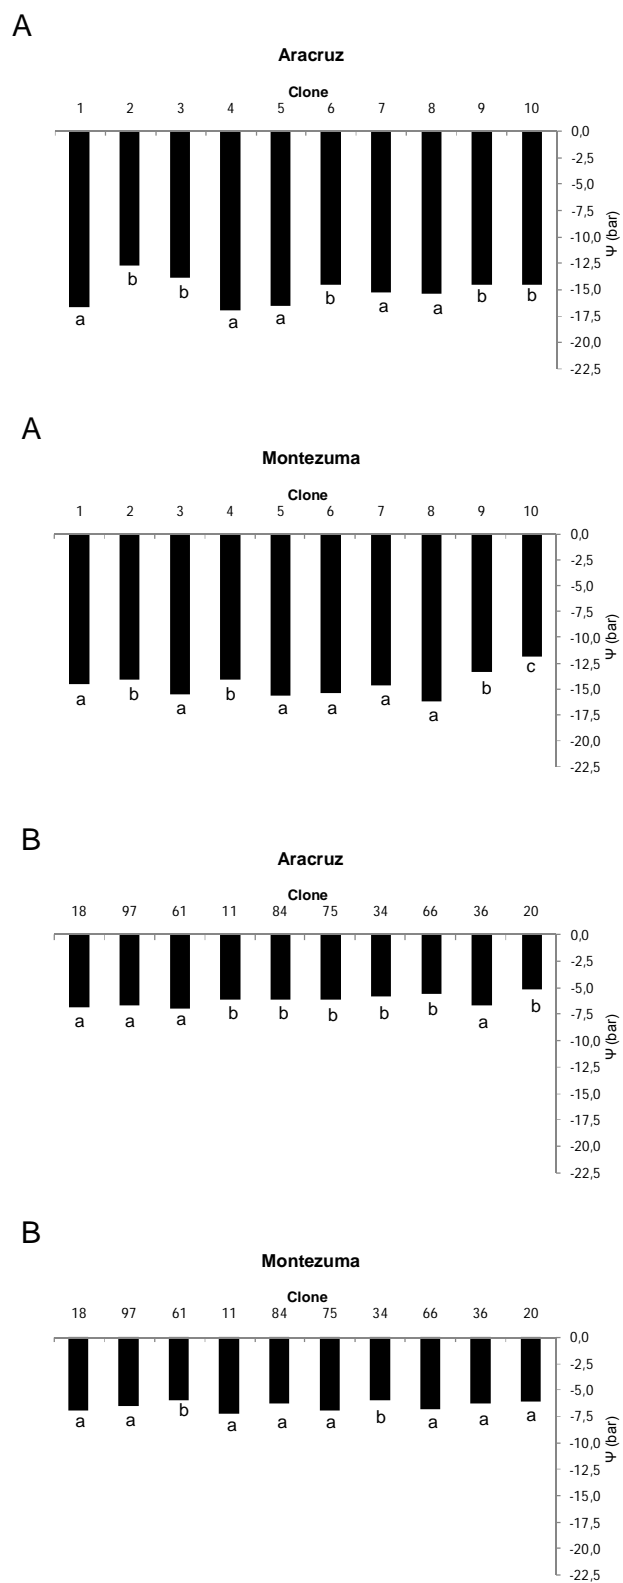 A
Aracruz
Clone
1 2 3 4 5 6 7 8 9 10
0,0
-2,5
-5,0
-7,5
-10,0
-12,5
-15,0
-17,5
-20,0
-22,5
Ψ (bar)
a b b a a b a a b b
A
Montezuma
Clone
1 2 3 4 5 6 7 8 9 10
0,0
-2,5
-5,0
-7,5
-10,0
-12,5
-15,0
-17,5
-20,0
-22,5
Ψ (bar)
a b a b a a a a b c
B
Aracruz
Clone
18 97 61 11 84 75 34 66 36 20
0,0
-2,5
-5,0
-7,5
-10,0
-12,5
-15,0
-17,5
-20,0
-22,5
Ψ (bar)
a a a b b b b b a b
B
Montezuma
Clone
18 97 61 11 84 75 34 66 36 20
0,0
-2,5
-5,0
-7,5
-10,0
-12,5
-15,0
-17,5
-20,0
-22,5
Ψ (bar)
a a b a a a b a a a